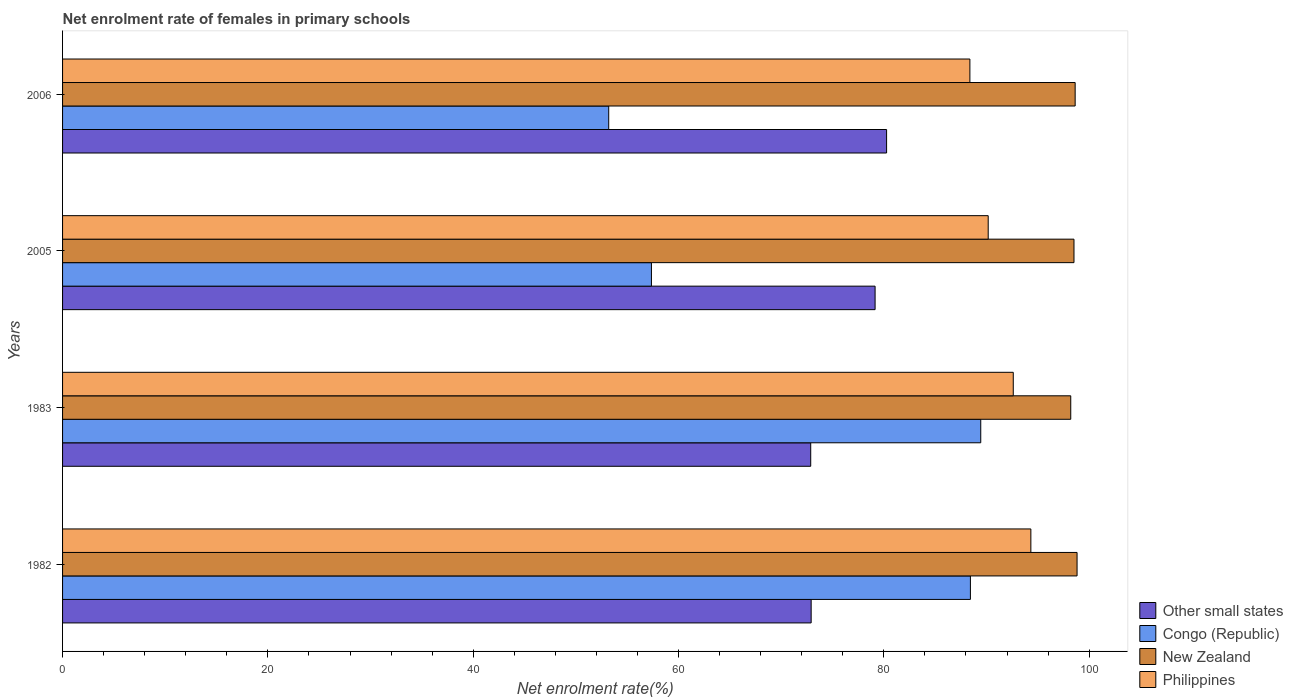 Net enrolment rate of females in primary schools
2006
2005
1983
1982
Years
0
20
40
60
80
100
Net enrolment rate(%)
Other small states
Congo (Republic)
New Zealand
Philippines